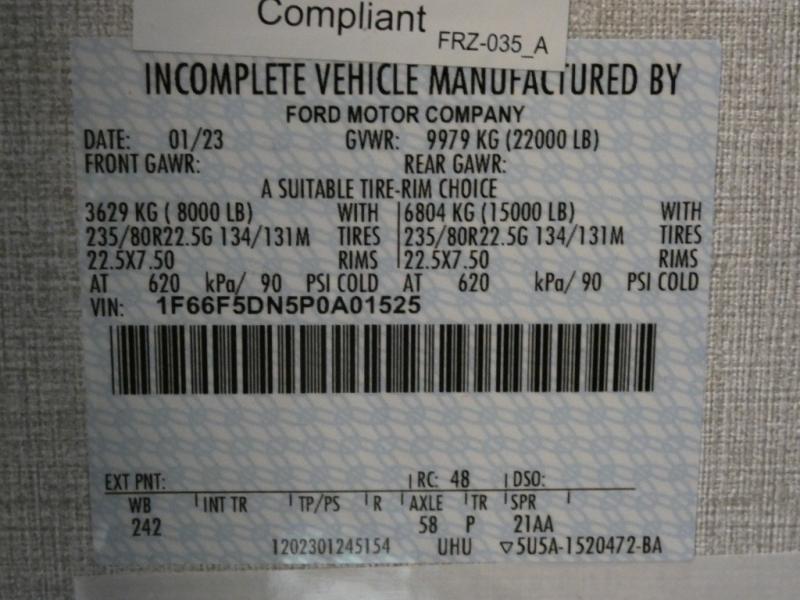 Compliant
FRZ-035_A
INCOMPLETE VEHICLE MANUFACTURED BY
FORD MOTOR COMPANY
DATE: 01/23 GVWR: 9979 KG (22000 LB)
FRONT GAWR: REAR GAWR:
A SUITABLE TIRE-RIM CHOICE
3629 KG ( 8000 LB) WITH 6804 KG (15000 LB) WITH
235/80R22.5G 134/131M TIRES 235/80R22.5G 134/131M TIRES
22.5X7.50 RIMS 22.5X7.50 RIMS
AT 620 kPa/ 90 PSI COLD AT 620 kPa/ 90 PSI COLD
VIN: 1F66F5DN5P0A01525
EXT PNT: RC: 48 DSO:
WB INT TR TP/PS R AXLE TR SPR
242 58 P 21AA
1202301245154 UHU ▽5U5A-1520472-BA